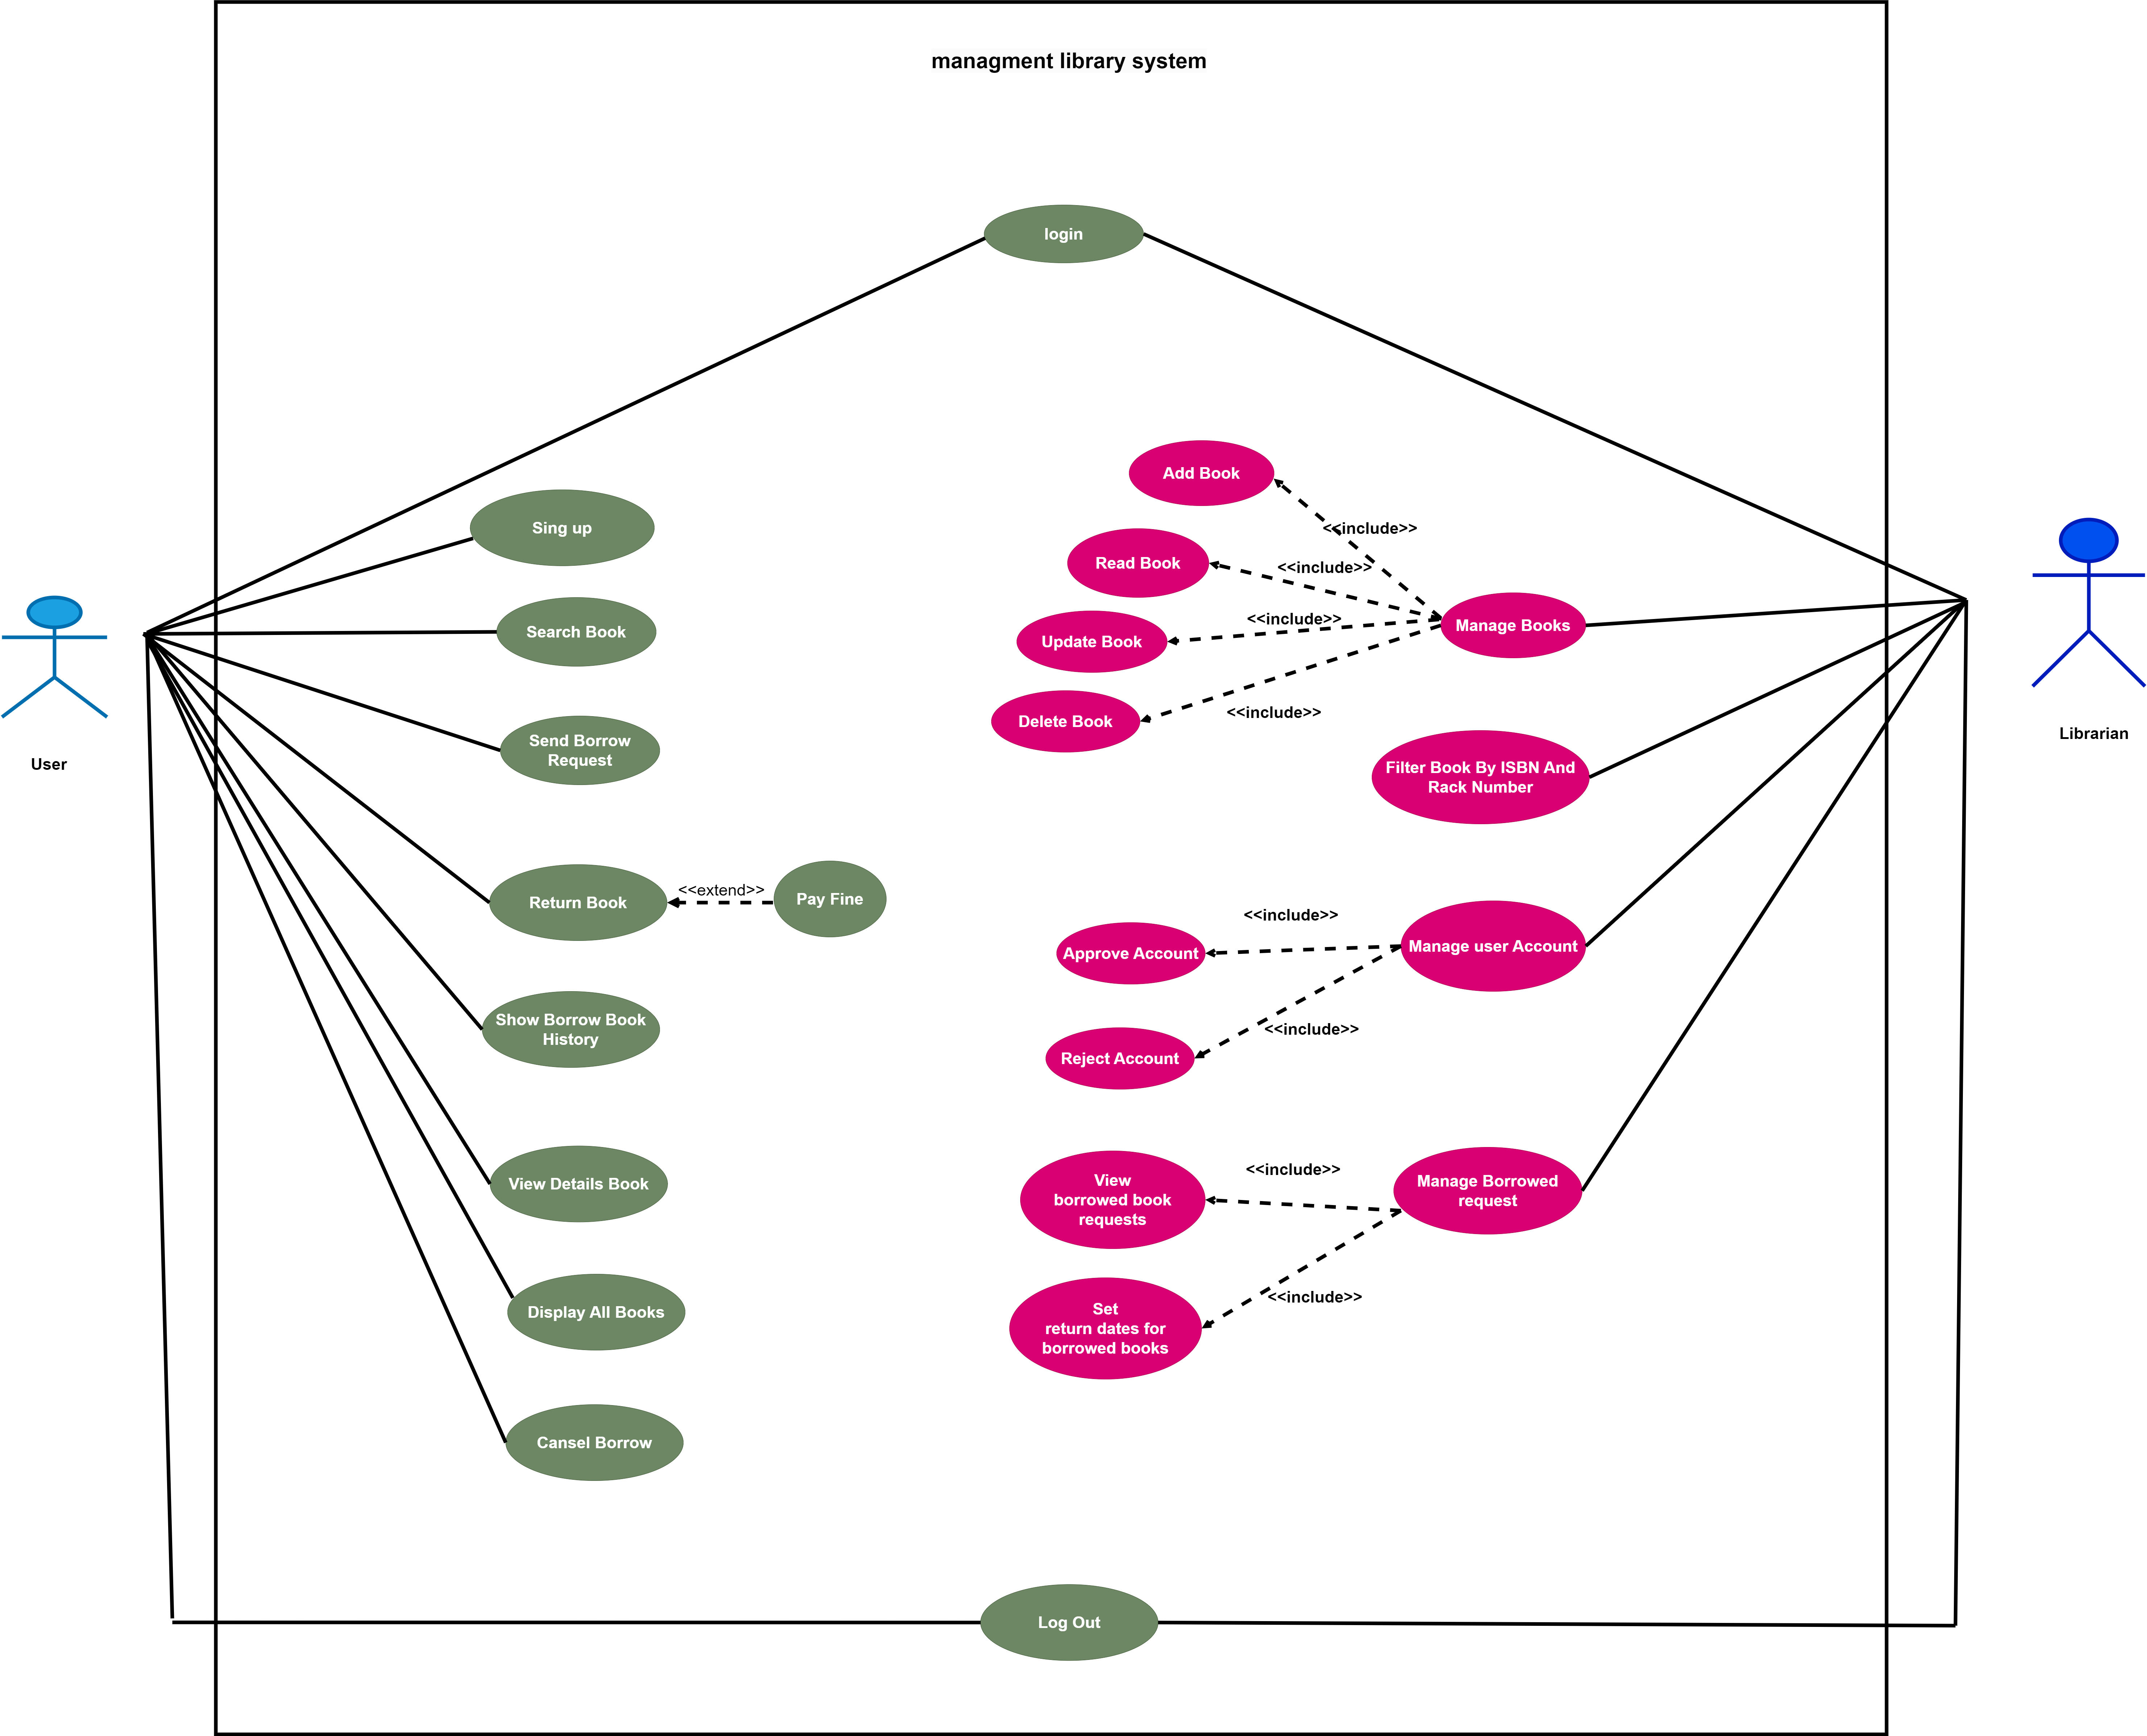 managment library system
login
Sing up
Search Book
Send Borrow
Request
Return Book
<<extend>>
Pay Fine
Show Borrow Book
History
View Details Book
Display All Books
Cansel Borrow
User
Add Book
<<include>>
Read Book
<<include>>
Update Book
<<include>>
Delete Book
<<include>>
Manage Books
Filter Book By ISBN And
Rack Number
Approve Account
<<include>>
Manage user Account
Reject Account
<<include>>
View
borrowed book
requests
<<include>>
Manage Borrowed
request
Set
return dates for
borrowed books
<<include>>
Librarian
Log Out